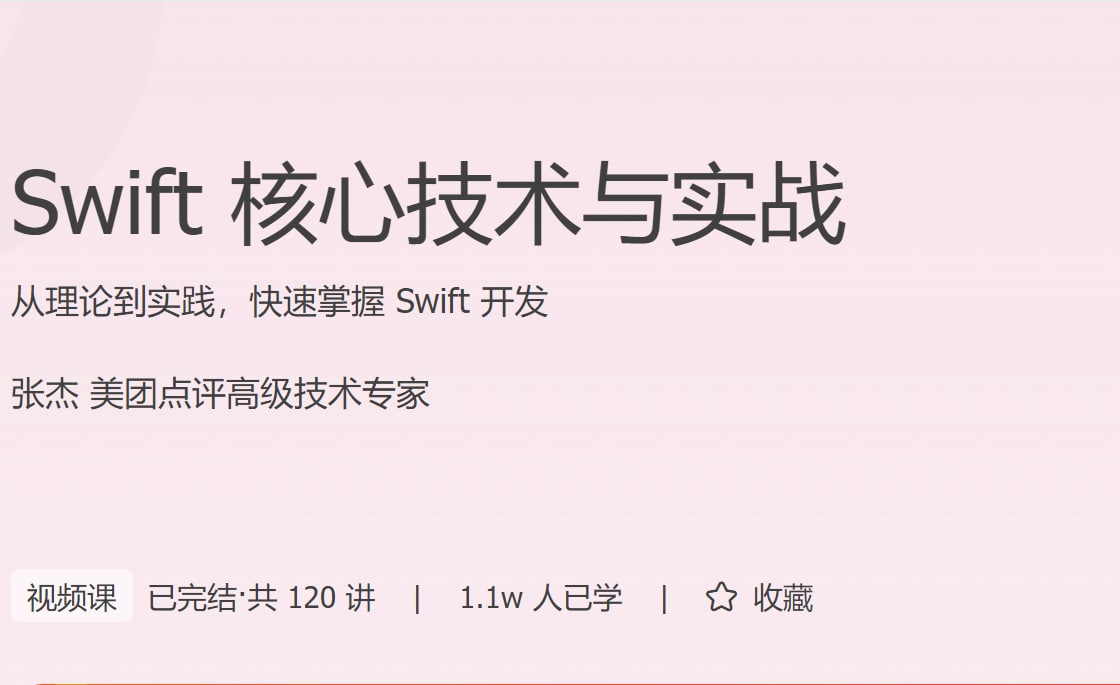 Swift 核心技术与实战
从理论到实践，快速掌握 Swift 开发
张杰 美团点评高级技术专家
视频课 已完结·共 120 讲 | 1.1w 人已学 | 收藏